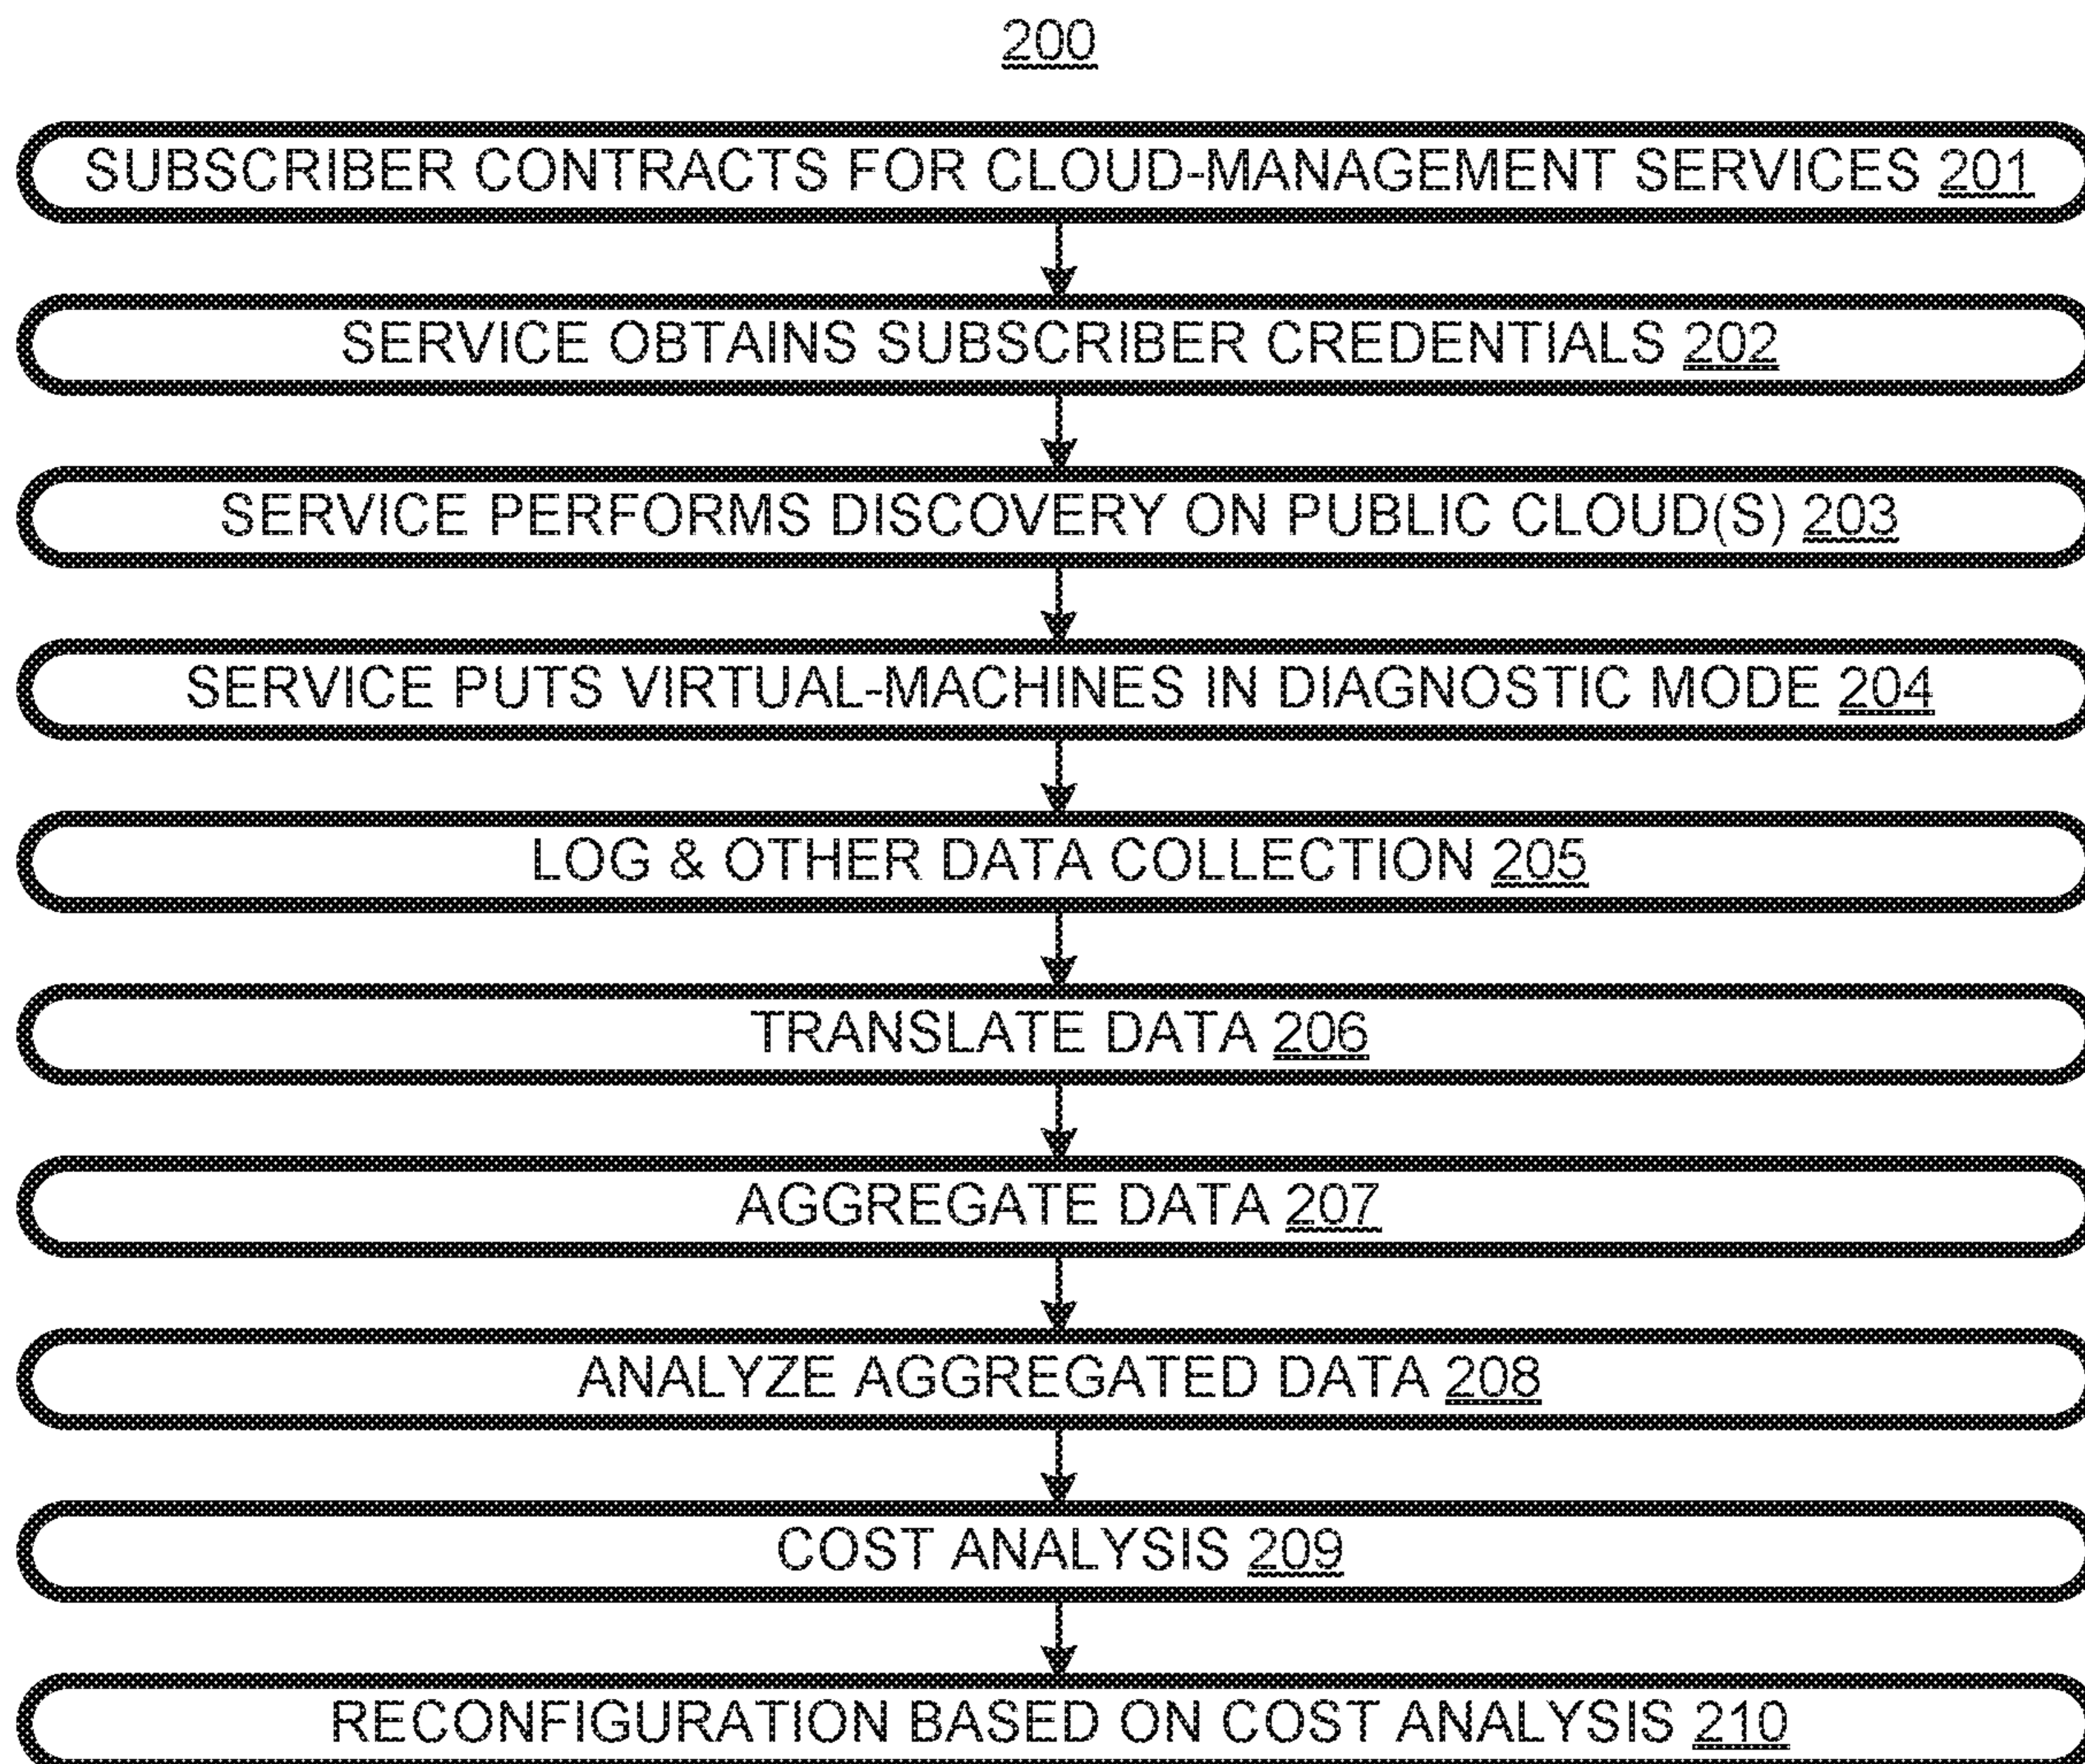 200
SUBSCRIBER CONTRACTS FOR CLOUD-MANAGEMENT SERVICES 201
SERVICE OBTAINS SUBSCRIBER CREDENTIALS 202
SERVICE PERFORMS DISCOVERY ON PUBLIC CLOUD(S) 203
SERVICE PUTS VIRTUAL-MACHINES IN DIAGNOSTIC MODE 204
LOG & OTHER DATA COLLECTION 205
TRANSLATE DATA 206
AGGREGATE DATA 207
ANALYZE AGGREGATED DATA 208
COST ANALYSIS 209
RECONFIGURATION BASED ON COST ANALYSIS 210